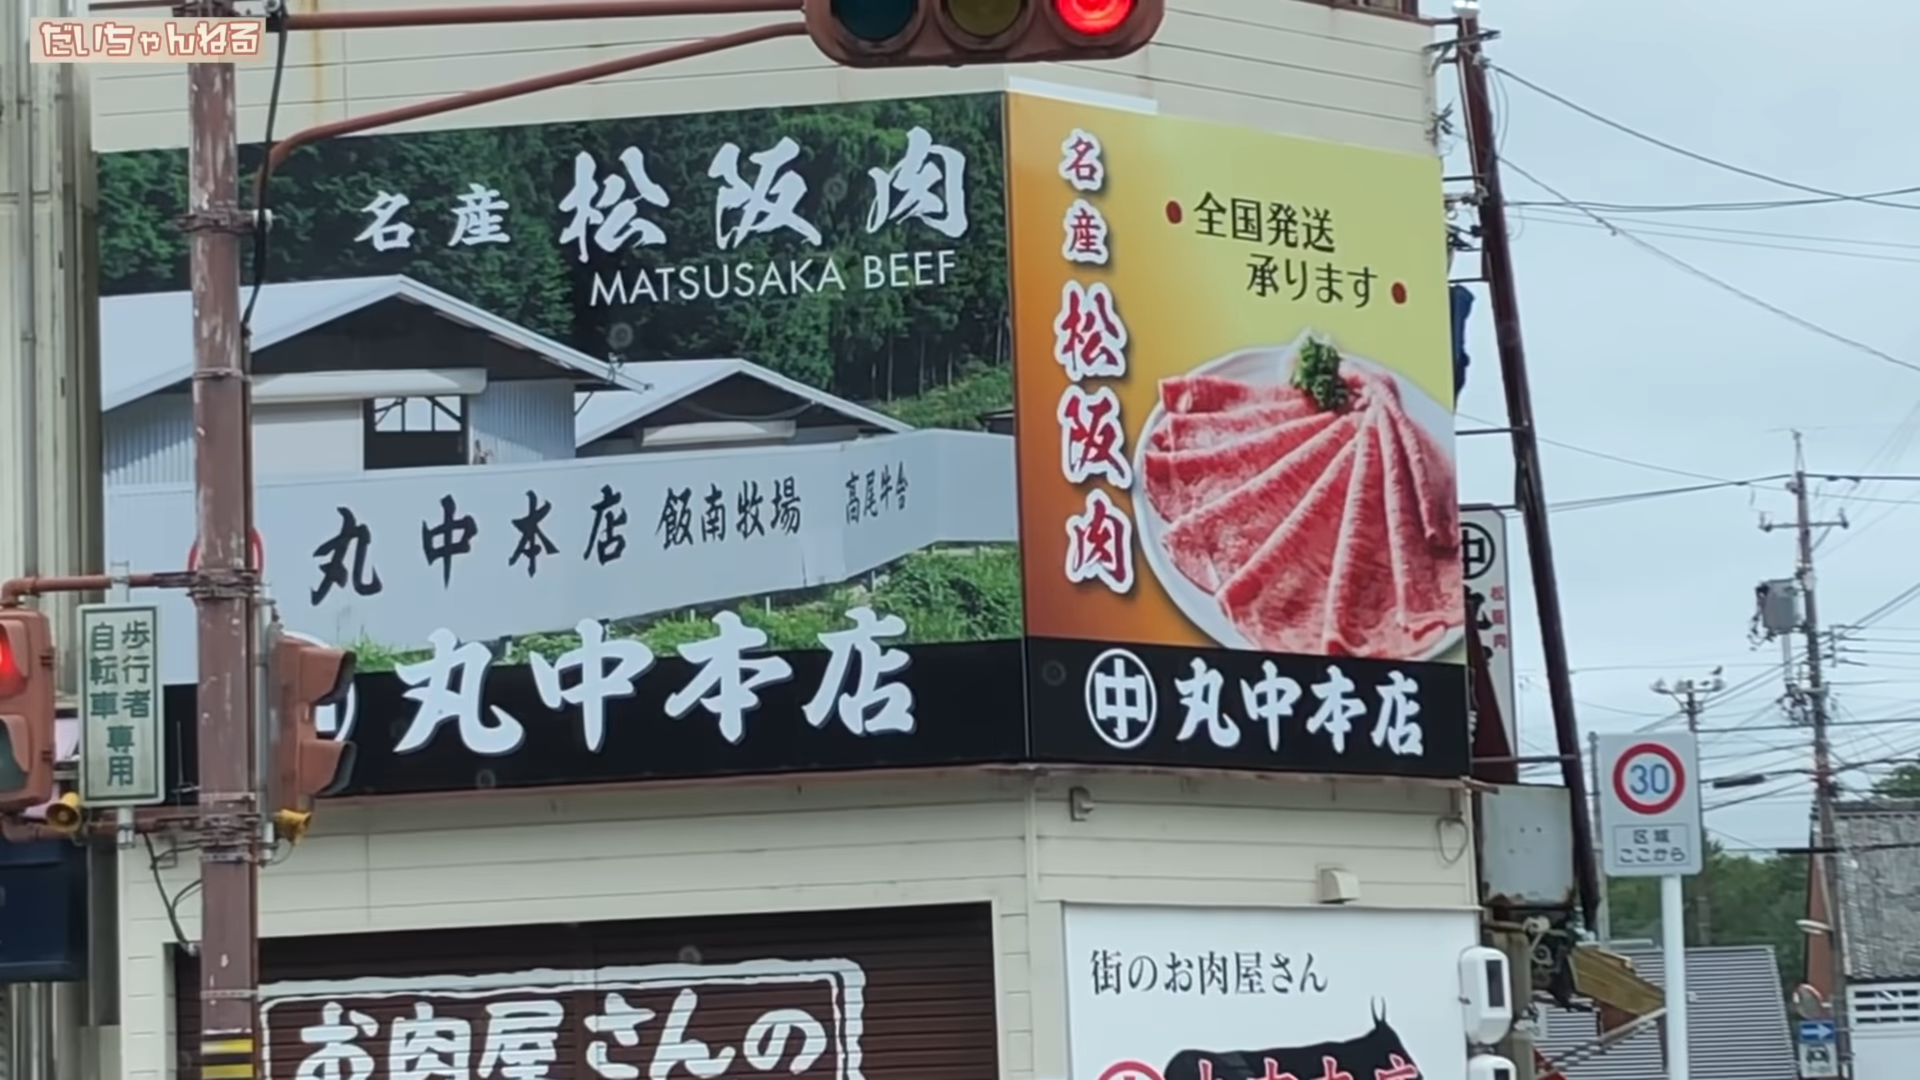 だいちゃんねる
名産 松阪肉
MATSUSAKA BEEF
丸中本店 飯南牧場 高尾牛舎
丸中本店
名産 松阪肉
●全国発送
承ります●
中 丸中本店
歩行者
自転車
専用
中
松阪肉
30
区域
ここから
お肉屋さんの
街のお肉屋さん